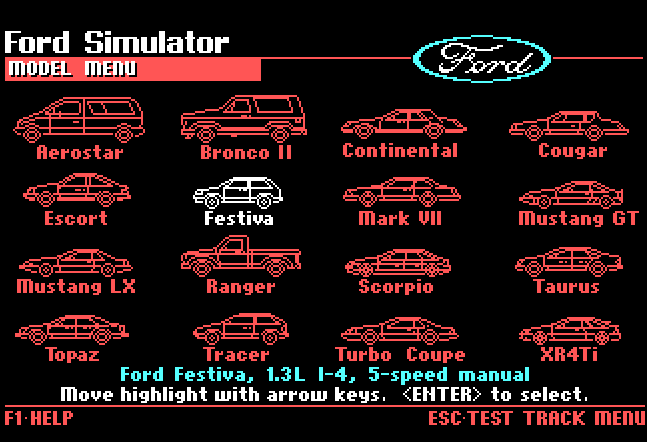 Ford Simulator
MODEL MENU
Ford
Aerostar Bronco II Continental Cougar
Escort Festiva Mark VII Mustang GT
Mustang LX Ranger Scorpio Taurus
Topaz Tracer Turbo Coupe XR4Ti
Ford Festiva, 1.3L I-4, 5-speed manual
Move highlight with arrow keys. <ENTER> to select.
F1·HELP ESC·TEST TRACK MENU